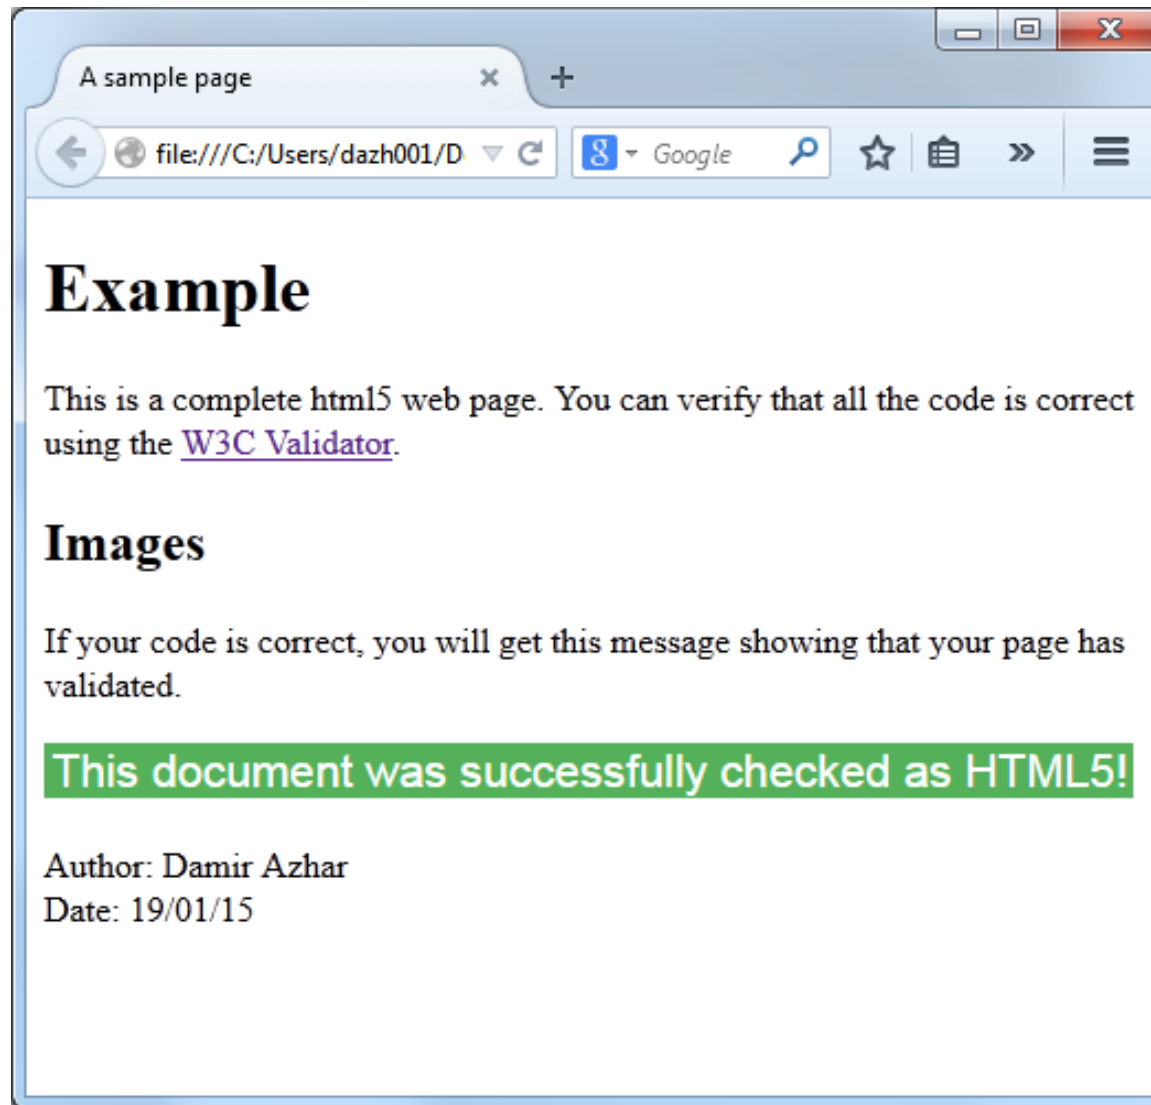 A sample page
file:///C:/Users/dazh001/D
8
Google
Example
This is a complete html5 web page. You can verify that all the code is correct
using the W3C Validator.
Images
If your code is correct, you will get this message showing that your page has
validated.
This document was successfully checked as HTML5!
Author: Damir Azhar
Date: 19/01/15